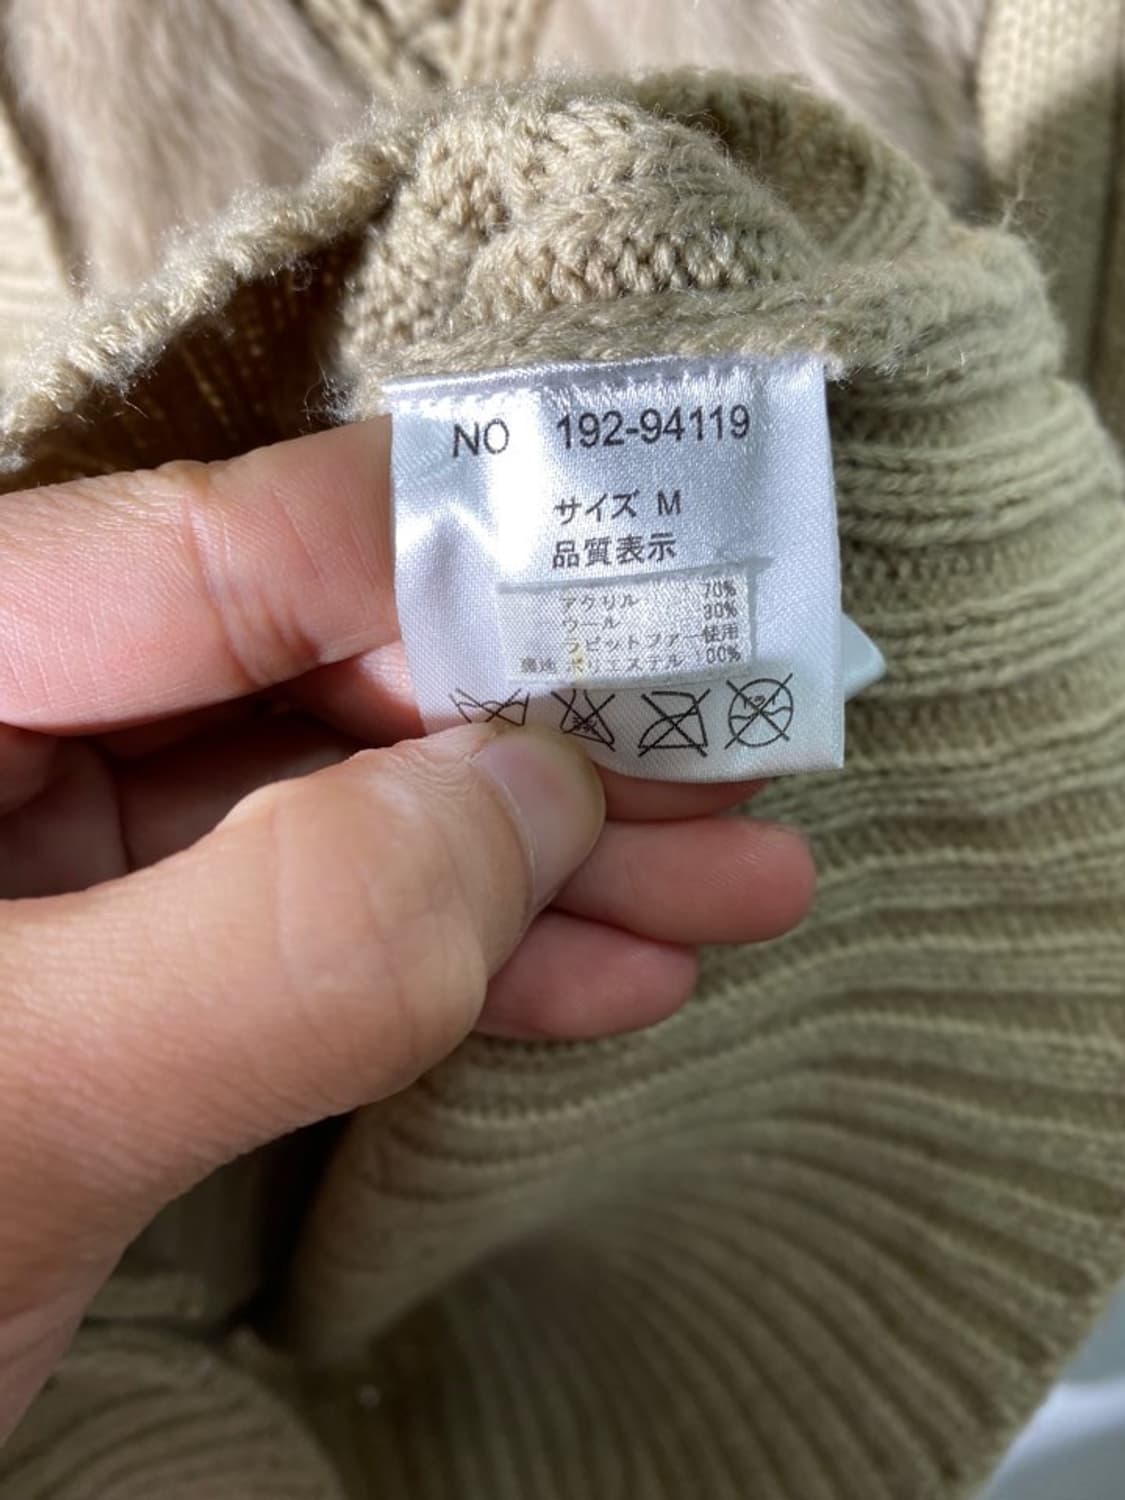 NO 192-94119
サイズ M
品質表示
アクリル 70%
ウール 30%
ラビットファー使用
ポリエステル 100%